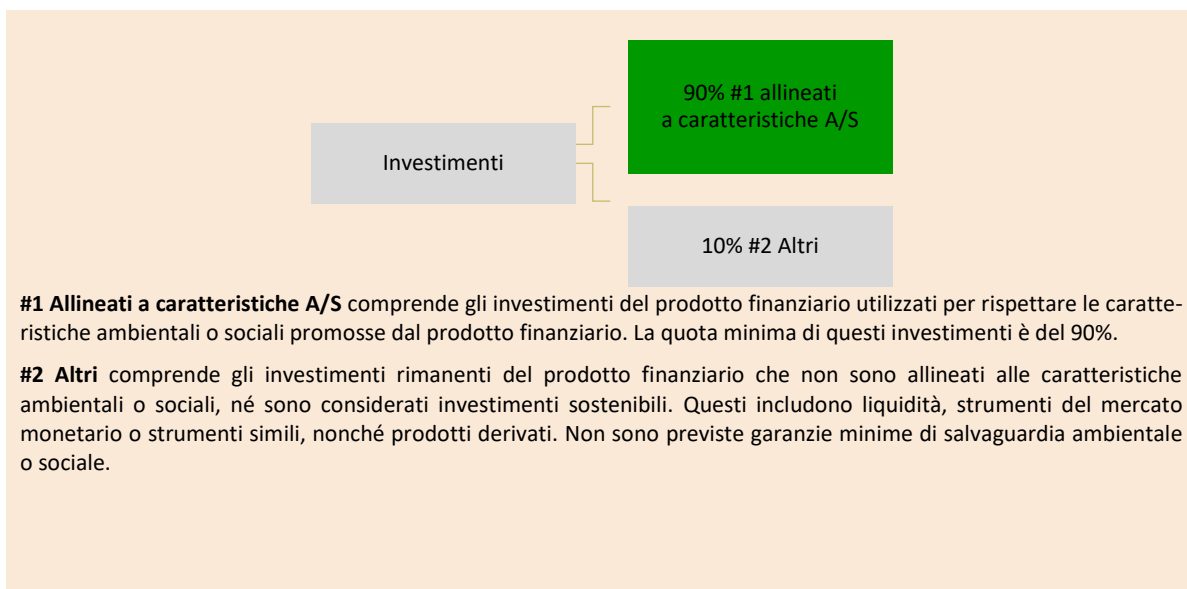 90% #1 allineati
a caratteristiche A/S
Investimenti
10% #2 Altri
#1 Allineati a caratteristiche A/S comprende gli investimenti del prodotto finanziario utilizzati per rispettare le caratte-
ristiche ambientali o sociali promosse dal prodotto finanziario. La quota minima di questi investimenti è del 90%.
#2 Altri comprende gli investimenti rimanenti del prodotto finanziario che non sono allineati alle caratteristiche
ambientali o sociali, né sono considerati investimenti sostenibili. Questi includono liquidità, strumenti del mercato
monetario o strumenti simili, nonché prodotti derivati. Non sono previste garanzie minime di salvaguardia ambientale
o sociale.